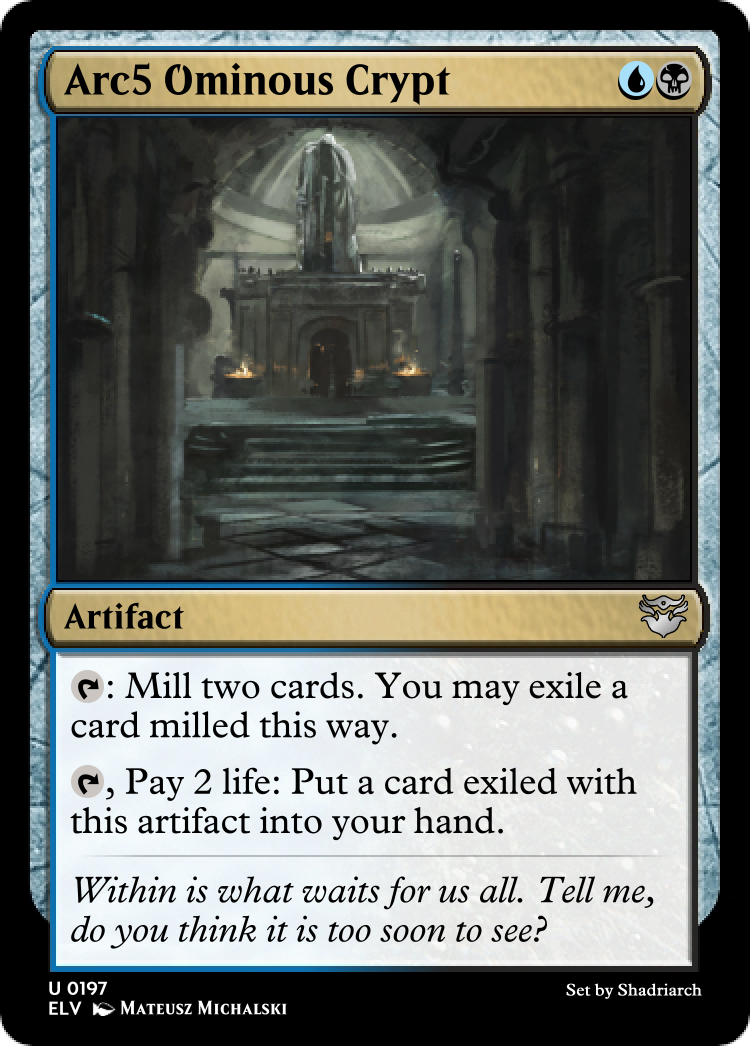 Arc5 Ominous Crypt
Artifact
: Mill two cards. You may exile a
card milled this way.
, Pay 2 life: Put a card exiled with
this artifact into your hand.
Within is what waits for us all. Tell me,
do you think it is too soon to see?
U 0197
ELV Mateusz Michalski
Set by Shadriarch